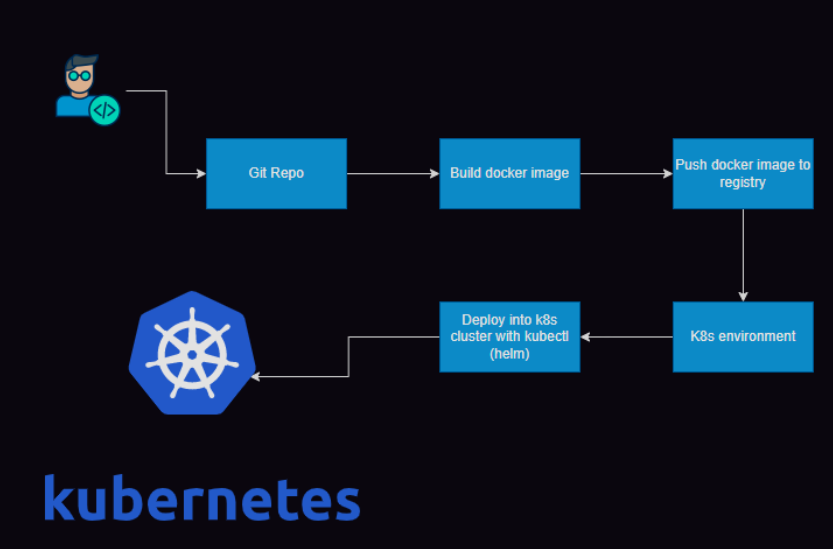 </>
Git Repo
Build docker image
Push docker image to
registry
K8s environment
Deploy into k8s
cluster with kubectl
(helm)
kubernetes